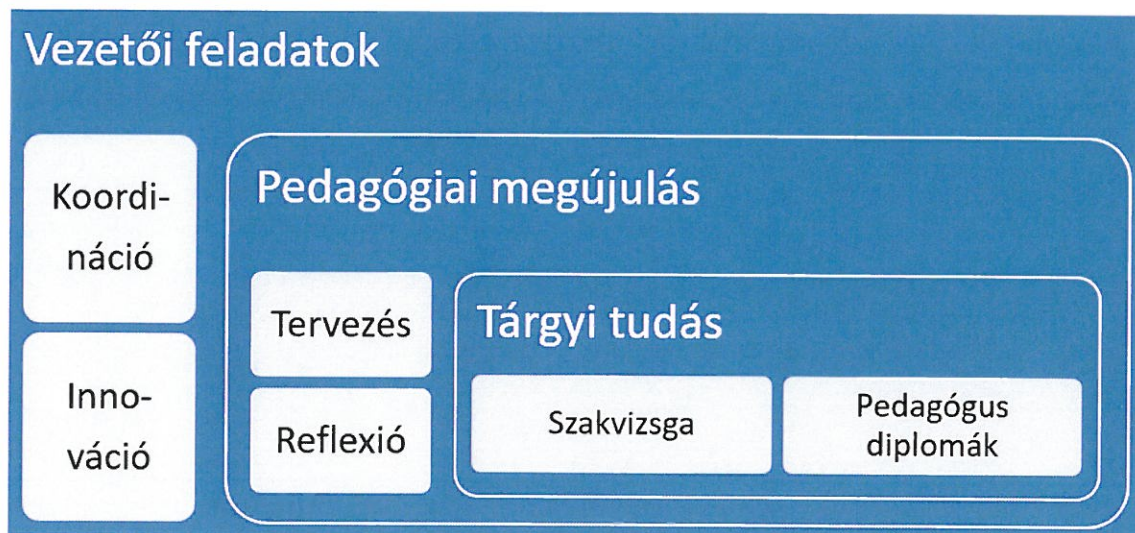 Vezetői feladatok
Koordi-
náció
Inno-
váció
Pedagógiai megújulás
Tervezés
Reflexió
Tárgyi tudás
Szakvizsga
Pedagógus
diplomák